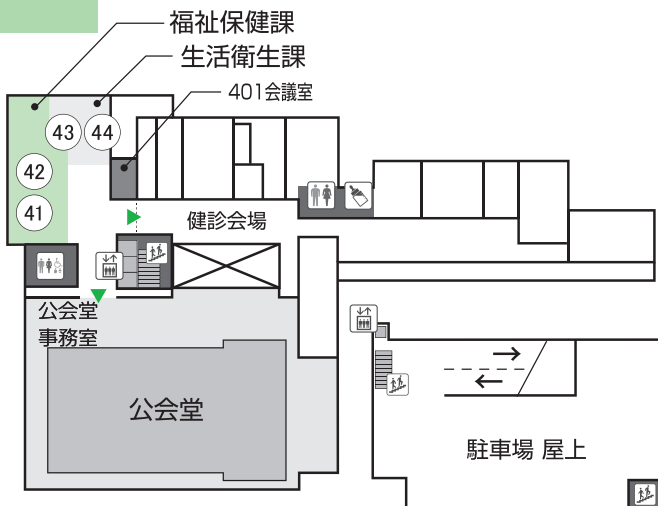 福祉保健課
生活衛生課
401会議室
43
44
42
41
健診会場
公会堂
事務室
公会堂
駐車場 屋上